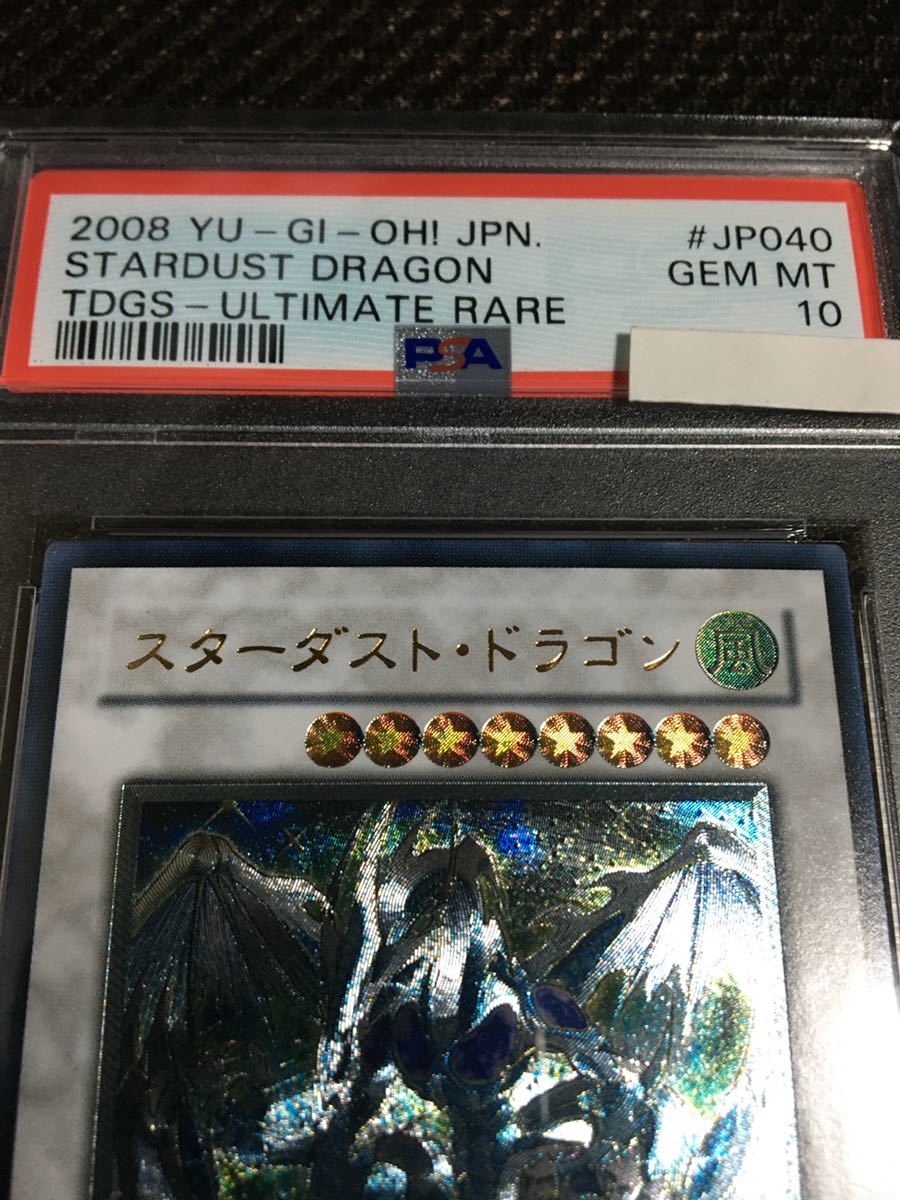 2008 YU-GI-OH! JPN. #JP040
STARDUST DRAGON GEM MT
TDGS-ULTIMATE RARE 10
PSA
スターダスト・ドラゴン 風